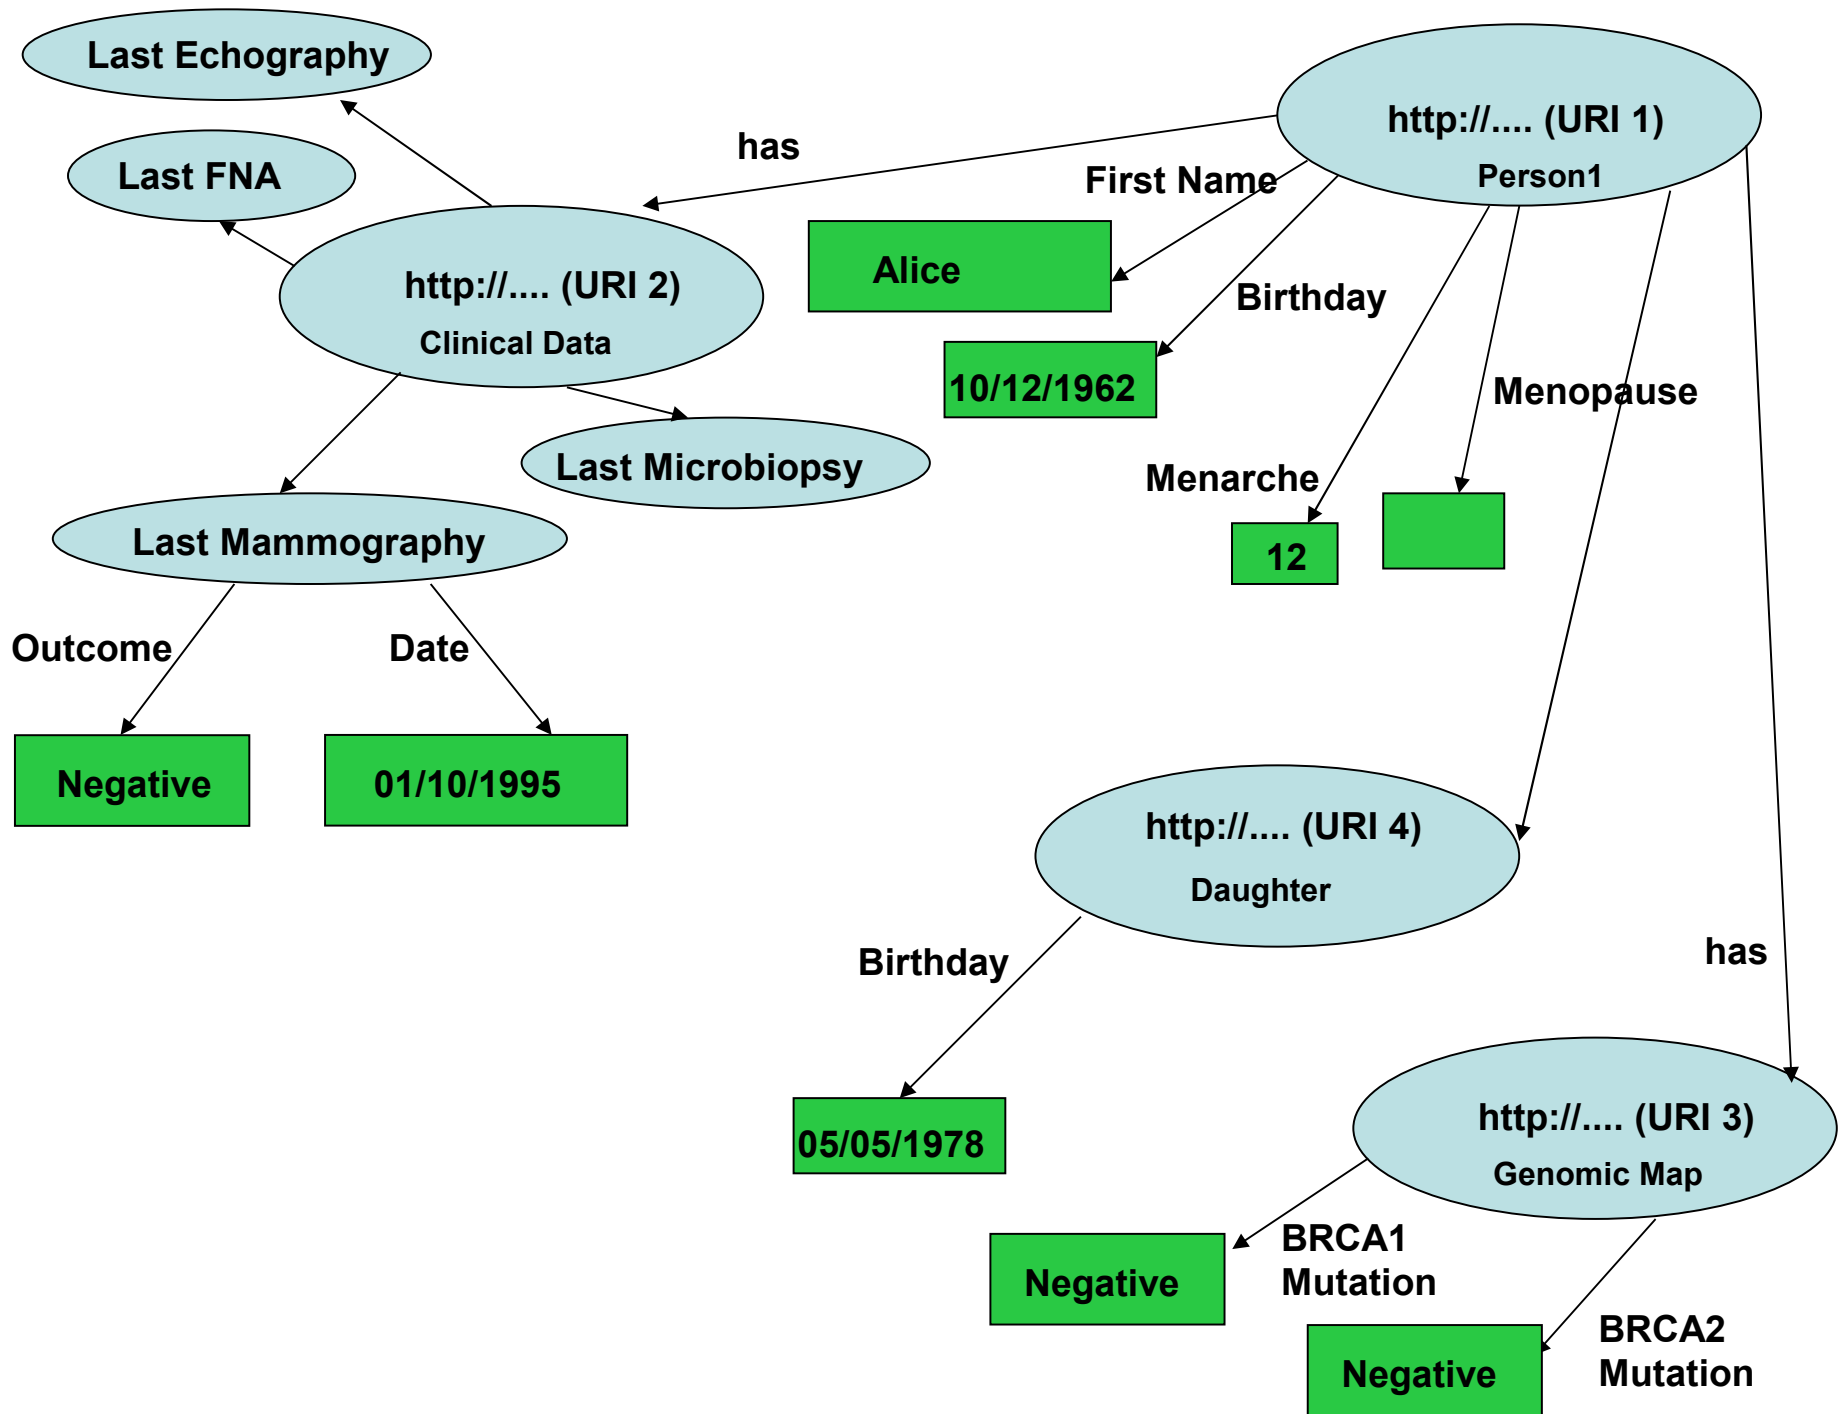 Last Echography
http://.... (URI 1)
Person1
has
First Name
Last FNA
Alice
http://.... (URI 2)
Clinical Data
Birthday
10/12/1962
Menopause
Last Microbiopsy
Menarche
12
Last Mammography
Outcome
Date
Negative
01/10/1995
http://.... (URI 4)
Daughter
Birthday
has
05/05/1978
http://.... (URI 3)
Genomic Map
BRCA1
Mutation
Negative
BRCA2
Mutation
Negative